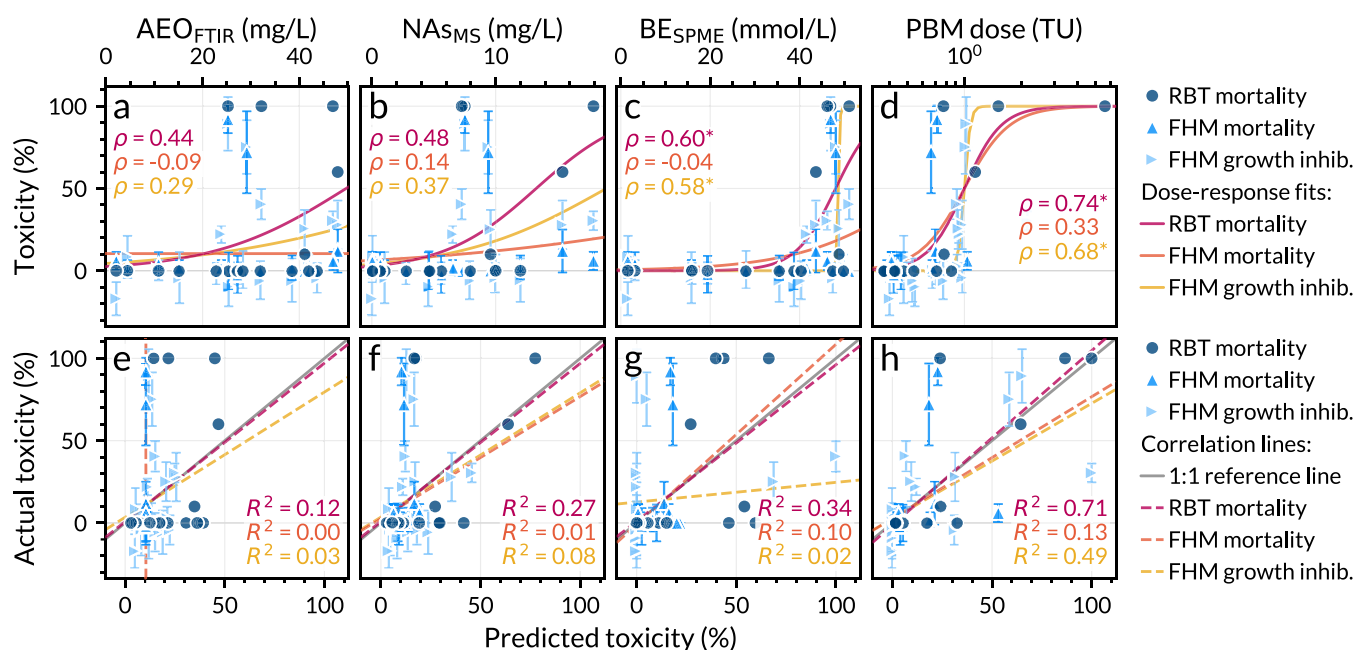 AEO_FTIR (mg/L) NAs_MS (mg/L) BE_SPME (mmol/L) PBM dose (TU)
0 20 40 0 10 0 20 40 10⁰
a b c d
Toxicity (%)
100
50
0
ρ = 0.44
ρ = -0.09
ρ = 0.29
ρ = 0.48
ρ = 0.14
ρ = 0.37
ρ = 0.60*
ρ = -0.04
ρ = 0.58*
ρ = 0.74*
ρ = 0.33
ρ = 0.68*
RBT mortality
FHM mortality
FHM growth inhib.
Dose-response fits:
RBT mortality
FHM mortality
FHM growth inhib.
e f g h
Actual toxicity (%)
100
50
0
R² = 0.12
R² = 0.00
R² = 0.03
R² = 0.27
R² = 0.01
R² = 0.08
R² = 0.34
R² = 0.10
R² = 0.02
R² = 0.71
R² = 0.13
R² = 0.49
RBT mortality
FHM mortality
FHM growth inhib.
Correlation lines:
1:1 reference line
RBT mortality
FHM mortality
FHM growth inhib.
0 50 100 0 50 100 0 50 100 0 50 100
Predicted toxicity (%)